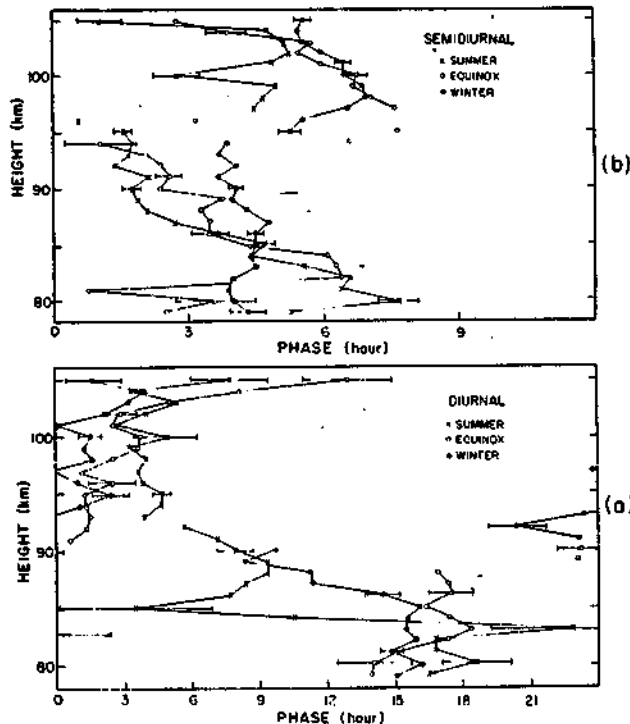 SEMIDIURNAL
SUMMER
EQUINOX
WINTER
100
90
80
HEIGHT (km)
3
6
9
PHASE (hour)
(b)
DIURNAL
SUMMER
EQUINOX
WINTER
100
90
80
HEIGHT (km)
0
3
6
9
12
15
18
21
PHASE (hour)
(a)